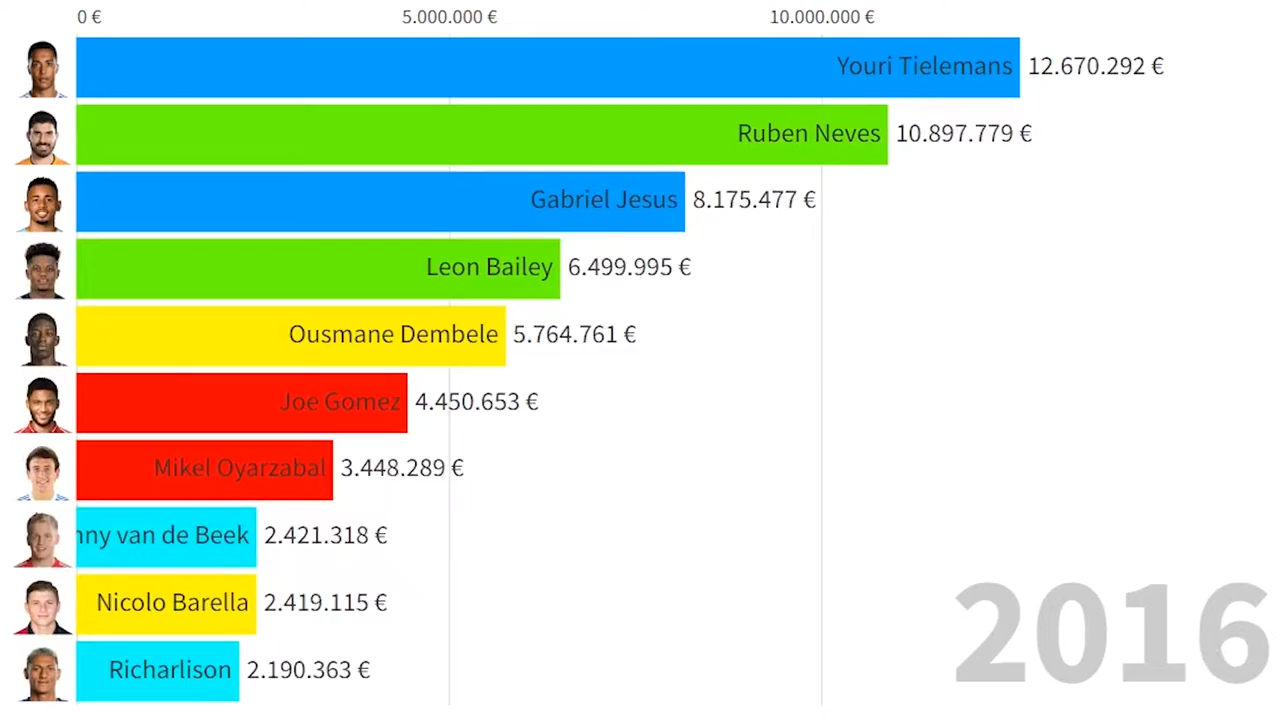 0 € 5.000.000 € 10.000.000 €
Youri Tielemans 12.670.292 €
Ruben Neves 10.897.779 €
Gabriel Jesus 8.175.477 €
Leon Bailey 6.499.995 €
Ousmane Dembele 5.764.761 €
Joe Gomez 4.450.653 €
Mikel Oyarzabal 3.448.289 €
van de Beek 2.421.318 €
Nicolo Barella 2.419.115 €
Richarlison 2.190.363 €
2016